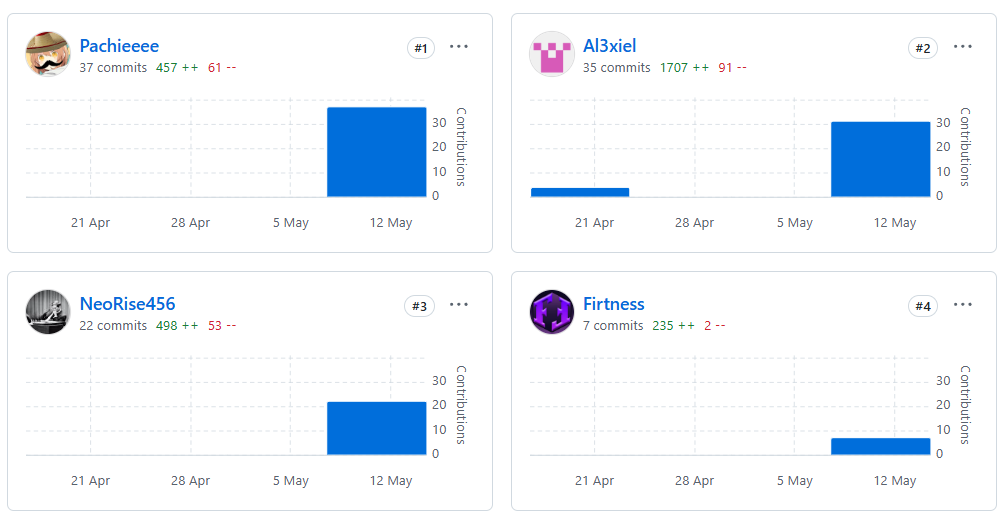 Pachieeee #1 ...
37 commits 457 ++ 61 --
30
20
10
0
Contributions
21 Apr 28 Apr 5 May 12 May
Al3xiel #2 ...
35 commits 1707 ++ 91 --
30
20
10
0
Contributions
21 Apr 28 Apr 5 May 12 May
NeoRise456 #3 ...
22 commits 498 ++ 53 --
30
20
10
0
Contributions
21 Apr 28 Apr 5 May 12 May
Firtness #4 ...
7 commits 235 ++ 2 --
30
20
10
0
Contributions
21 Apr 28 Apr 5 May 12 May